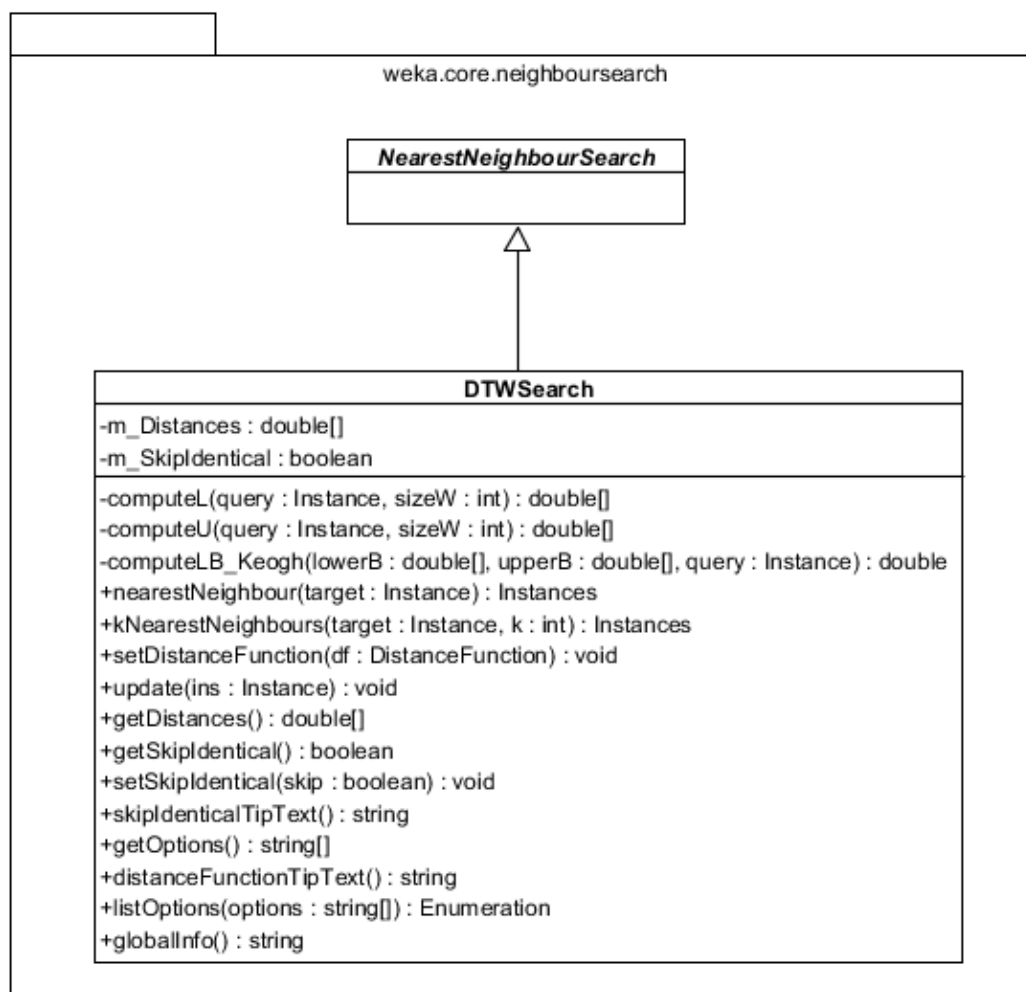 weka.core.neighboursearch
NearestNeighbourSearch
DTWSearch
-m_Distances : double[]
-m_SkipIdentical : boolean
-computeL(query : Instance, sizeW : int) : double[]
-computeU(query : Instance, sizeW : int) : double[]
-computeLB_Keogh(lowerB : double[], upperB : double[], query : Instance) : double
+nearestNeighbour(target : Instance) : Instances
+kNearestNeighbours(target : Instance, k : int) : Instances
+setDistanceFunction(df : DistanceFunction) : void
+update(ins : Instance) : void
+getDistances() : double[]
+getSkipIdentical() : boolean
+setSkipIdentical(skip : boolean) : void
+skipIdenticalTipText() : string
+getOptions() : string[]
+distanceFunctionTipText() : string
+listOptions(options : string[]) : Enumeration
+globalInfo() : string